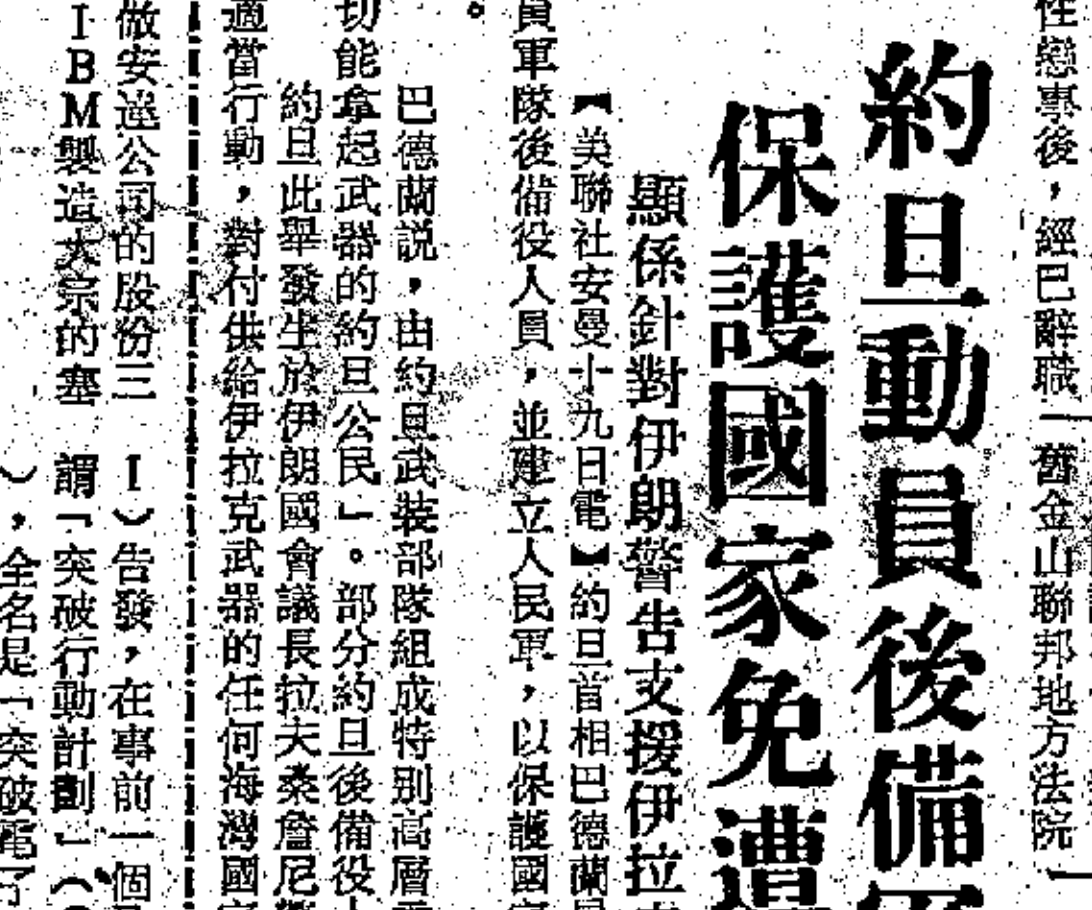 性戀事後，經已辭職一舊金山聯邦地方法院一
約旦動員後備軍
保護國家免遭
顯係針對伊朗警告支援伊拉
【美聯社安曼十九日電】約旦首相巴德蘭
員軍隊後備役人員，並建立人民軍，以保護國
。
巴德蘭說，由約旦武裝部隊組成特別高層
切能拿起武器的約旦公民」。部分約旦後備役
約旦此舉發生於伊朗國會議長拉夫桑詹尼
適當行動，對付供給伊拉克武器的任何海灣國
做安達公司的股份三
IBM製造大宗的塞
I）告發，在事前一個
謂「突破行動計劃」（
），全名是「突破電子